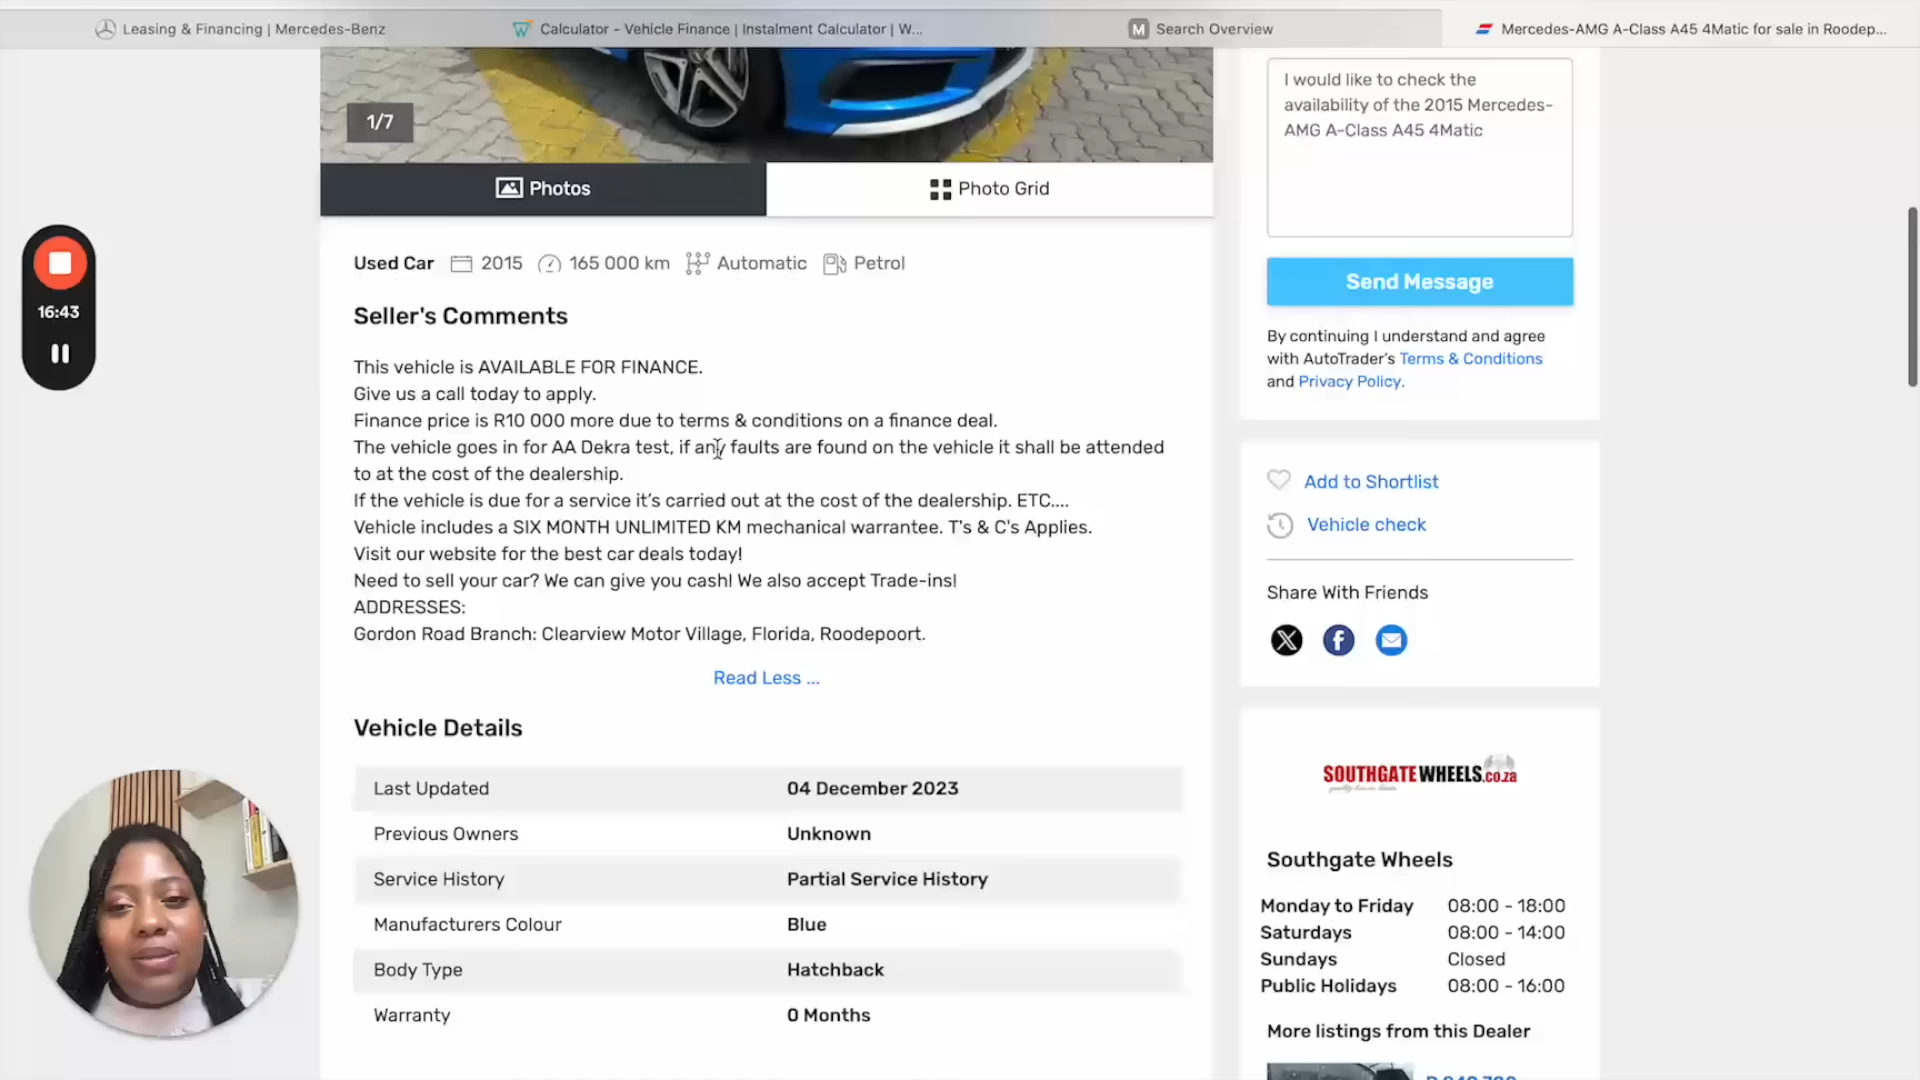 Leasing & Financing | Mercedes-Benz
Calculator - Vehicle Finance | Instalment Calculator | W...
M Search Overview
Mercedes-AMG A-Class A45 4Matic for sale in Roodep...
1/7
Photos
Photo Grid
16:43
Used Car 2015 165 000 km Automatic Petrol
Seller's Comments
This vehicle is AVAILABLE FOR FINANCE.
Give us a call today to apply.
Finance price is R10 000 more due to terms & conditions on a finance deal.
The vehicle goes in for AA Dekra test, if any faults are found on the vehicle it shall be attended
to at the cost of the dealership.
If the vehicle is due for a service it's carried out at the cost of the dealership. ETC....
Vehicle includes a SIX MONTH UNLIMITED KM mechanical warrantee. T's & C's Applies.
Visit our website for the best car deals today!
Need to sell your car? We can give you cash! We also accept Trade-ins!
ADDRESSES:
Gordon Road Branch: Clearview Motor Village, Florida, Roodepoort.
Read Less ...
Vehicle Details
Last Updated 04 December 2023
Previous Owners Unknown
Service History Partial Service History
Manufacturers Colour Blue
Body Type Hatchback
Warranty 0 Months
I would like to check the
availability of the 2015 Mercedes-
AMG A-Class A45 4Matic
Send Message
By continuing I understand and agree
with AutoTrader's Terms & Conditions
and Privacy Policy.
Add to Shortlist
Vehicle check
Share With Friends
SOUTHGATE WHEELS.co.za
Southgate Wheels
Monday to Friday 08:00 - 18:00
Saturdays 08:00 - 14:00
Sundays Closed
Public Holidays 08:00 - 16:00
More listings from this Dealer